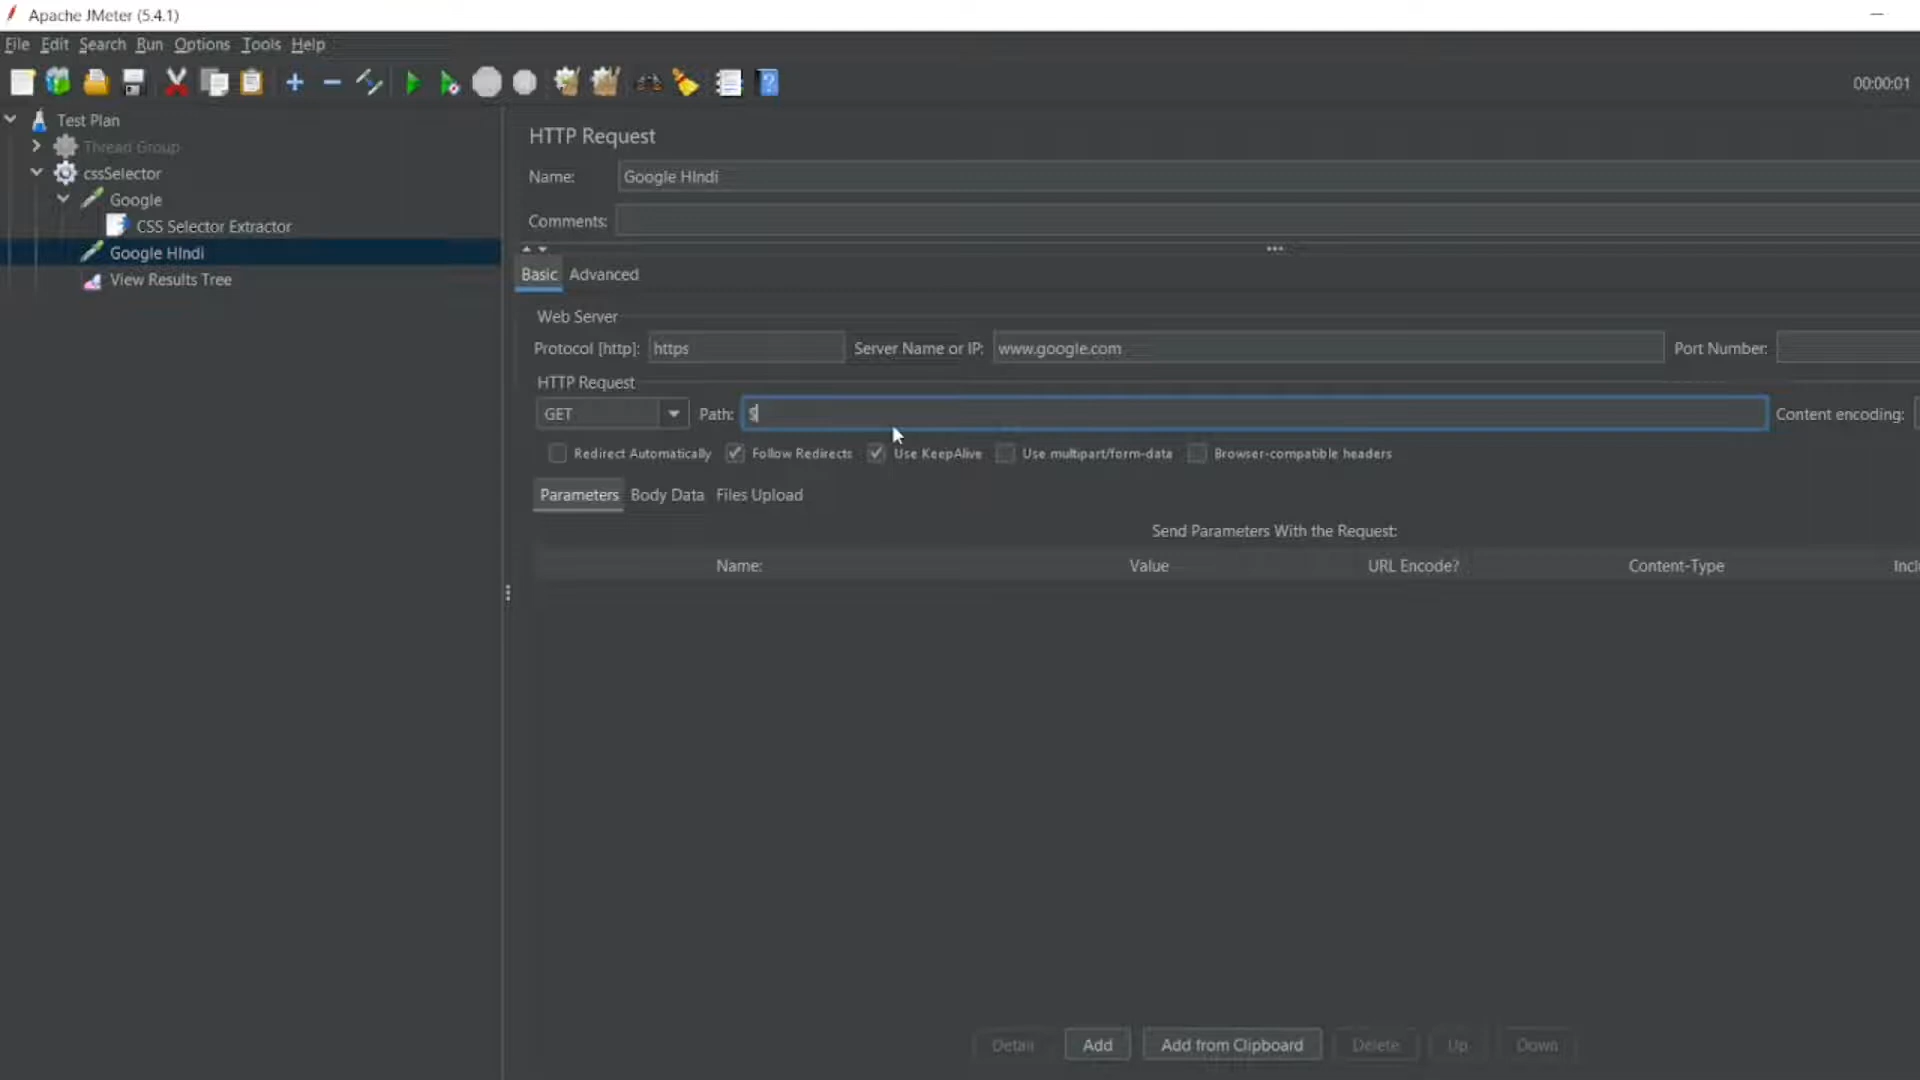 Apache JMeter (5.4.1)
File Edit Search Run Options Tools Help
00:00:01
Test Plan
Thread Group
cssSelector
Google
CSS Selector Extractor
Google HIndi
View Results Tree
HTTP Request
Name: Google HIndi
Comments:
Basic Advanced
Web Server
Protocol [http]: https Server Name or IP: www.google.com Port Number:
HTTP Request
GET Path: $ Content encoding:
Redirect Automatically Follow Redirects Use KeepAlive Use multipart/form-data Browser-compatible headers
Parameters Body Data Files Upload
Send Parameters With the Request:
Name: Value URL Encode? Content-Type Incl
Detail Add Add from Clipboard Delete Up Down